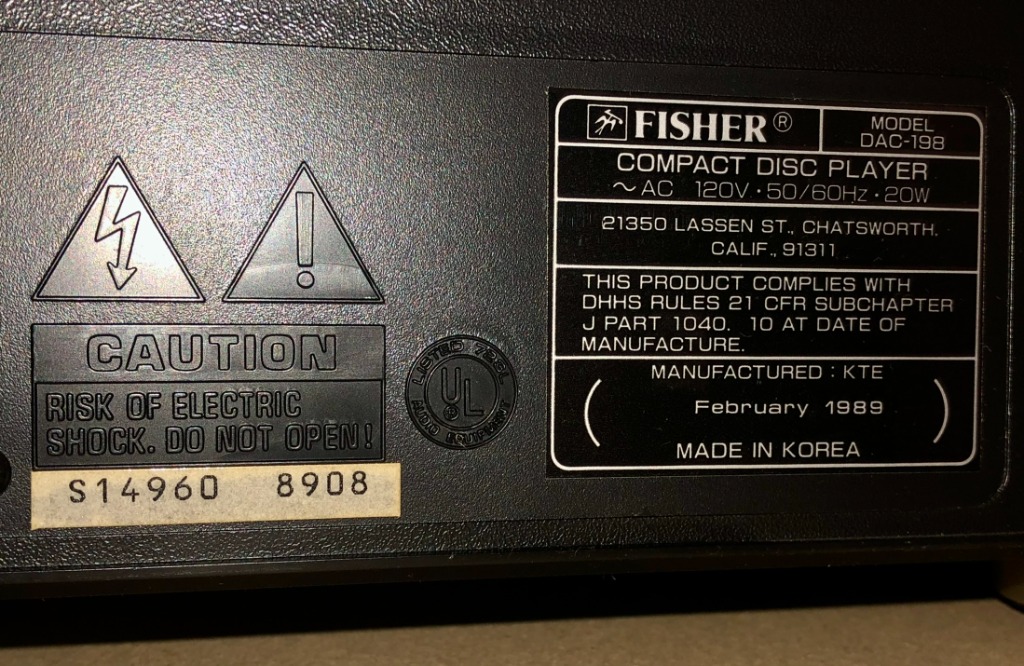 FISHER®
MODEL
DAC-198
COMPACT DISC PLAYER
~ AC 120V · 50/60Hz · 20W
21350 LASSEN ST., CHATSWORTH.
CALIF., 91311
THIS PRODUCT COMPLIES WITH
DHHS RULES 21 CFR SUBCHAPTER
J PART 1040. 10 AT DATE OF
MANUFACTURE.
MANUFACTURED : KTE
February 1989
MADE IN KOREA
CAUTION
RISK OF ELECTRIC
SHOCK. DO NOT OPEN!
S14960 8908
LISTED
UL®
AUDIO EQUIPMENT